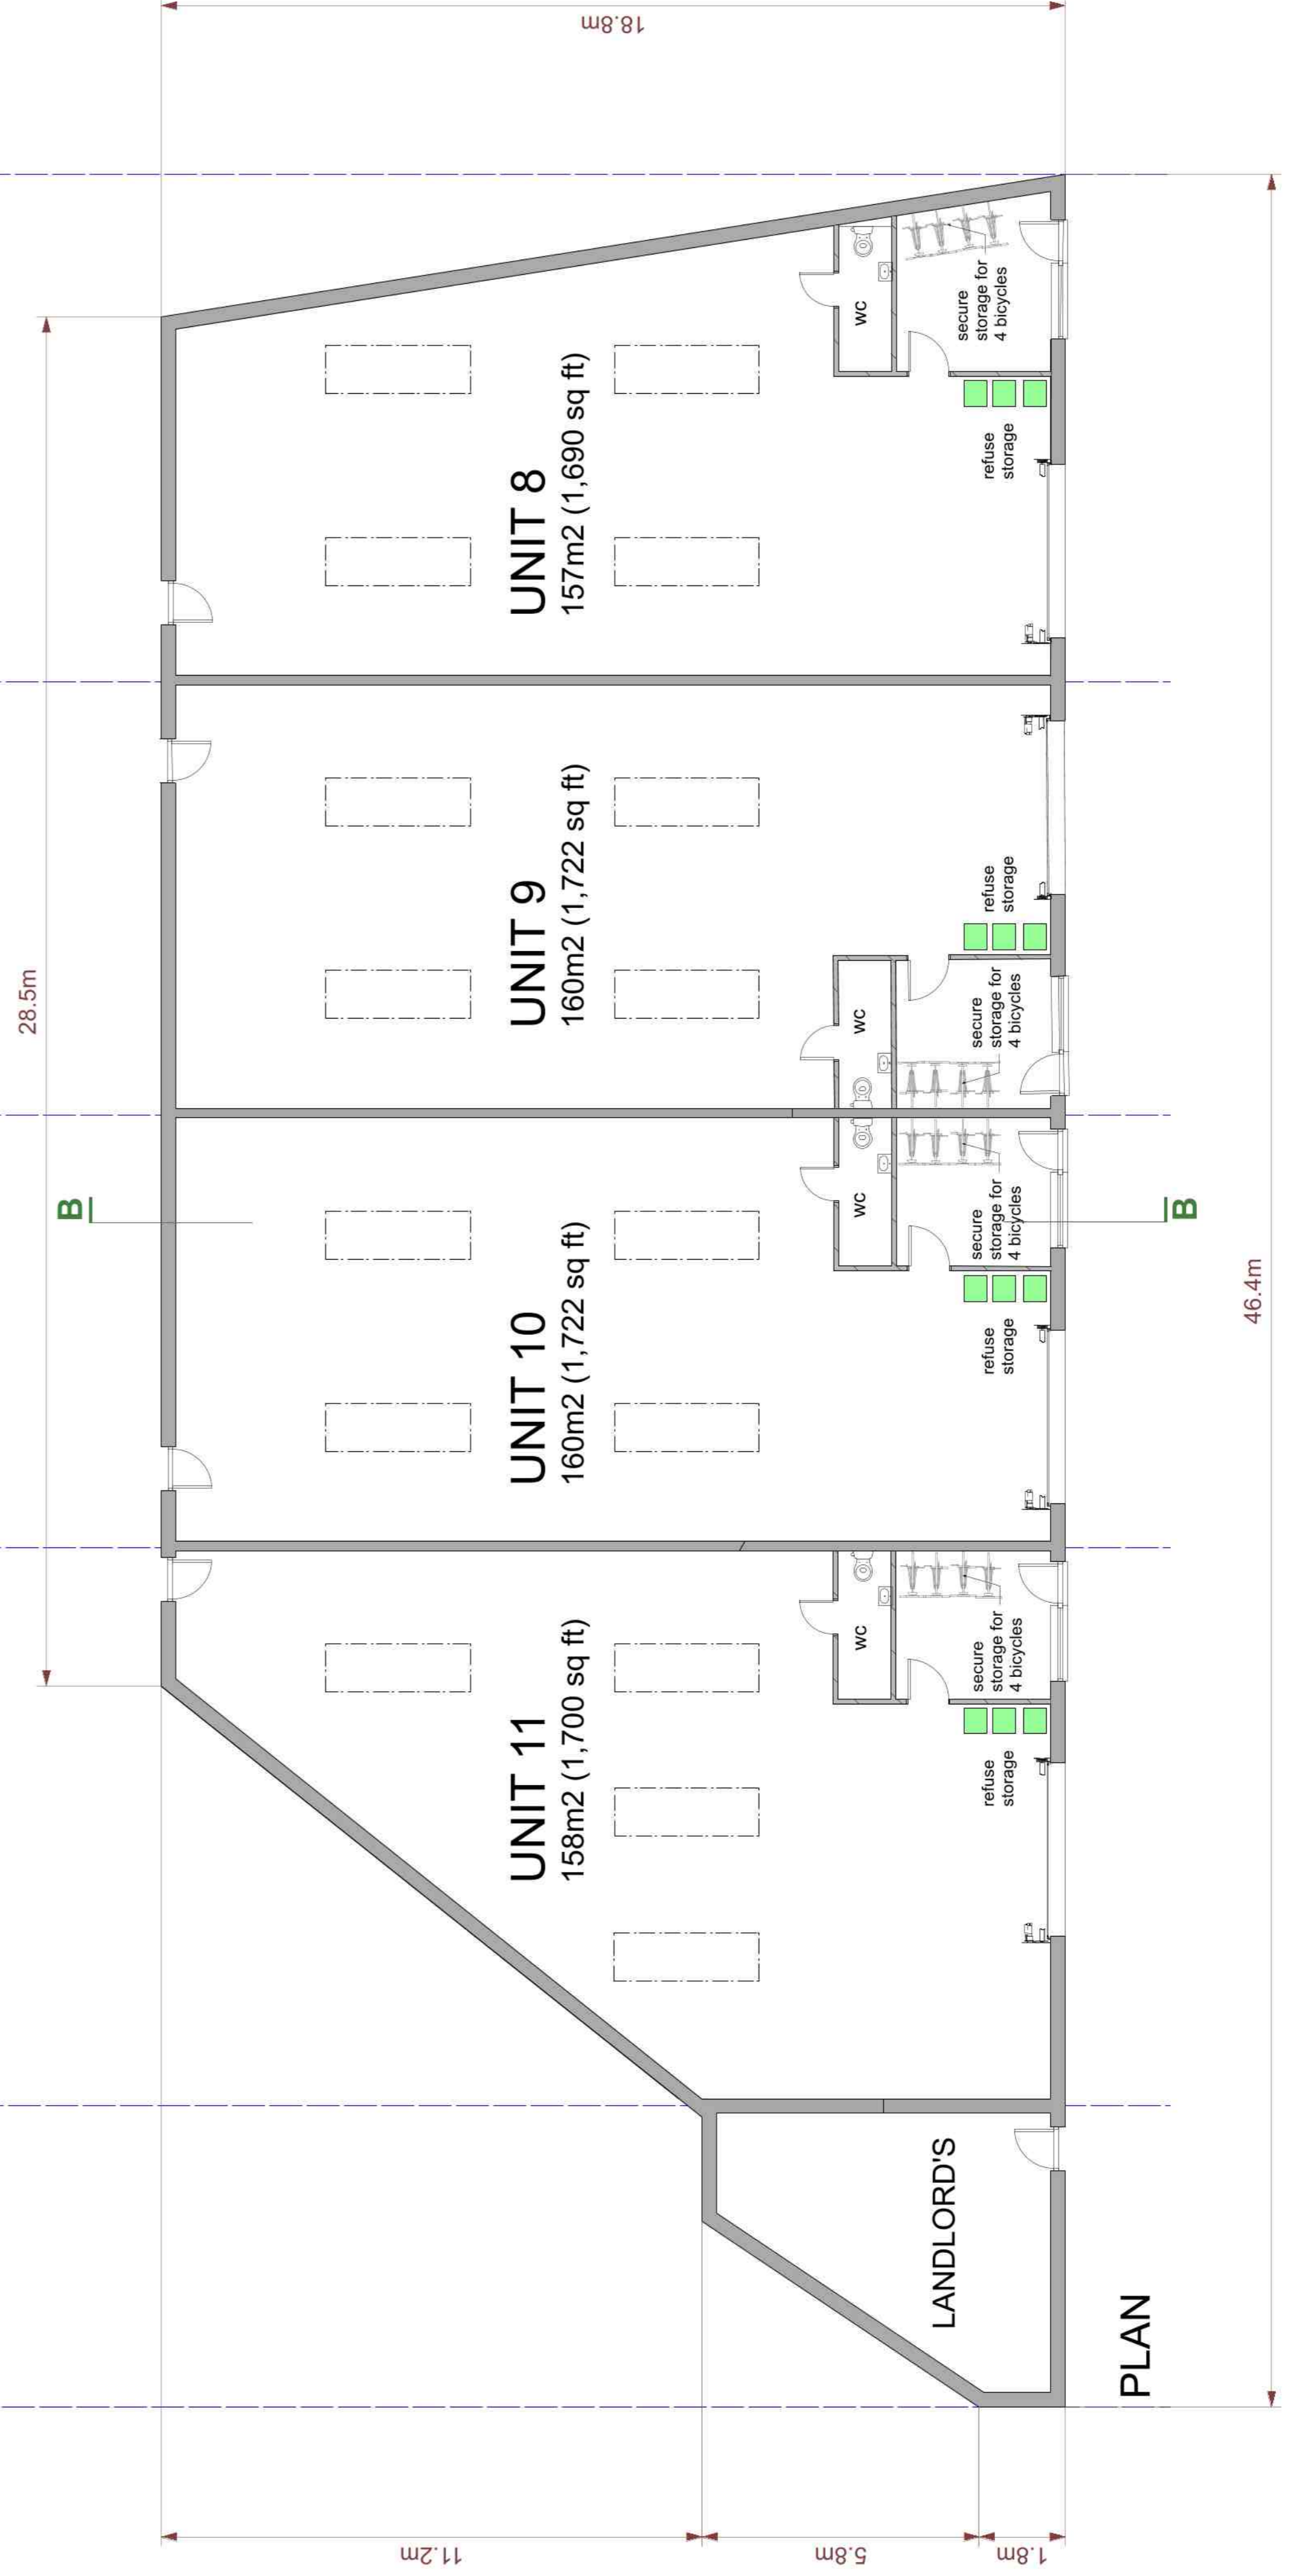 18.8m
28.5m
46.4m
11.2m
5.8m
1.8m
B
B
UNIT 11
158m2 (1,700 sq ft)
WC
secure
storage for
4 bicycles
refuse
storage
UNIT 10
160m2 (1,722 sq ft)
WC
secure
storage for
4 bicycles
refuse
storage
UNIT 9
160m2 (1,722 sq ft)
WC
secure
storage for
4 bicycles
refuse
storage
UNIT 8
157m2 (1,690 sq ft)
WC
secure
storage for
4 bicycles
refuse
storage
LANDLORD'S
PLAN